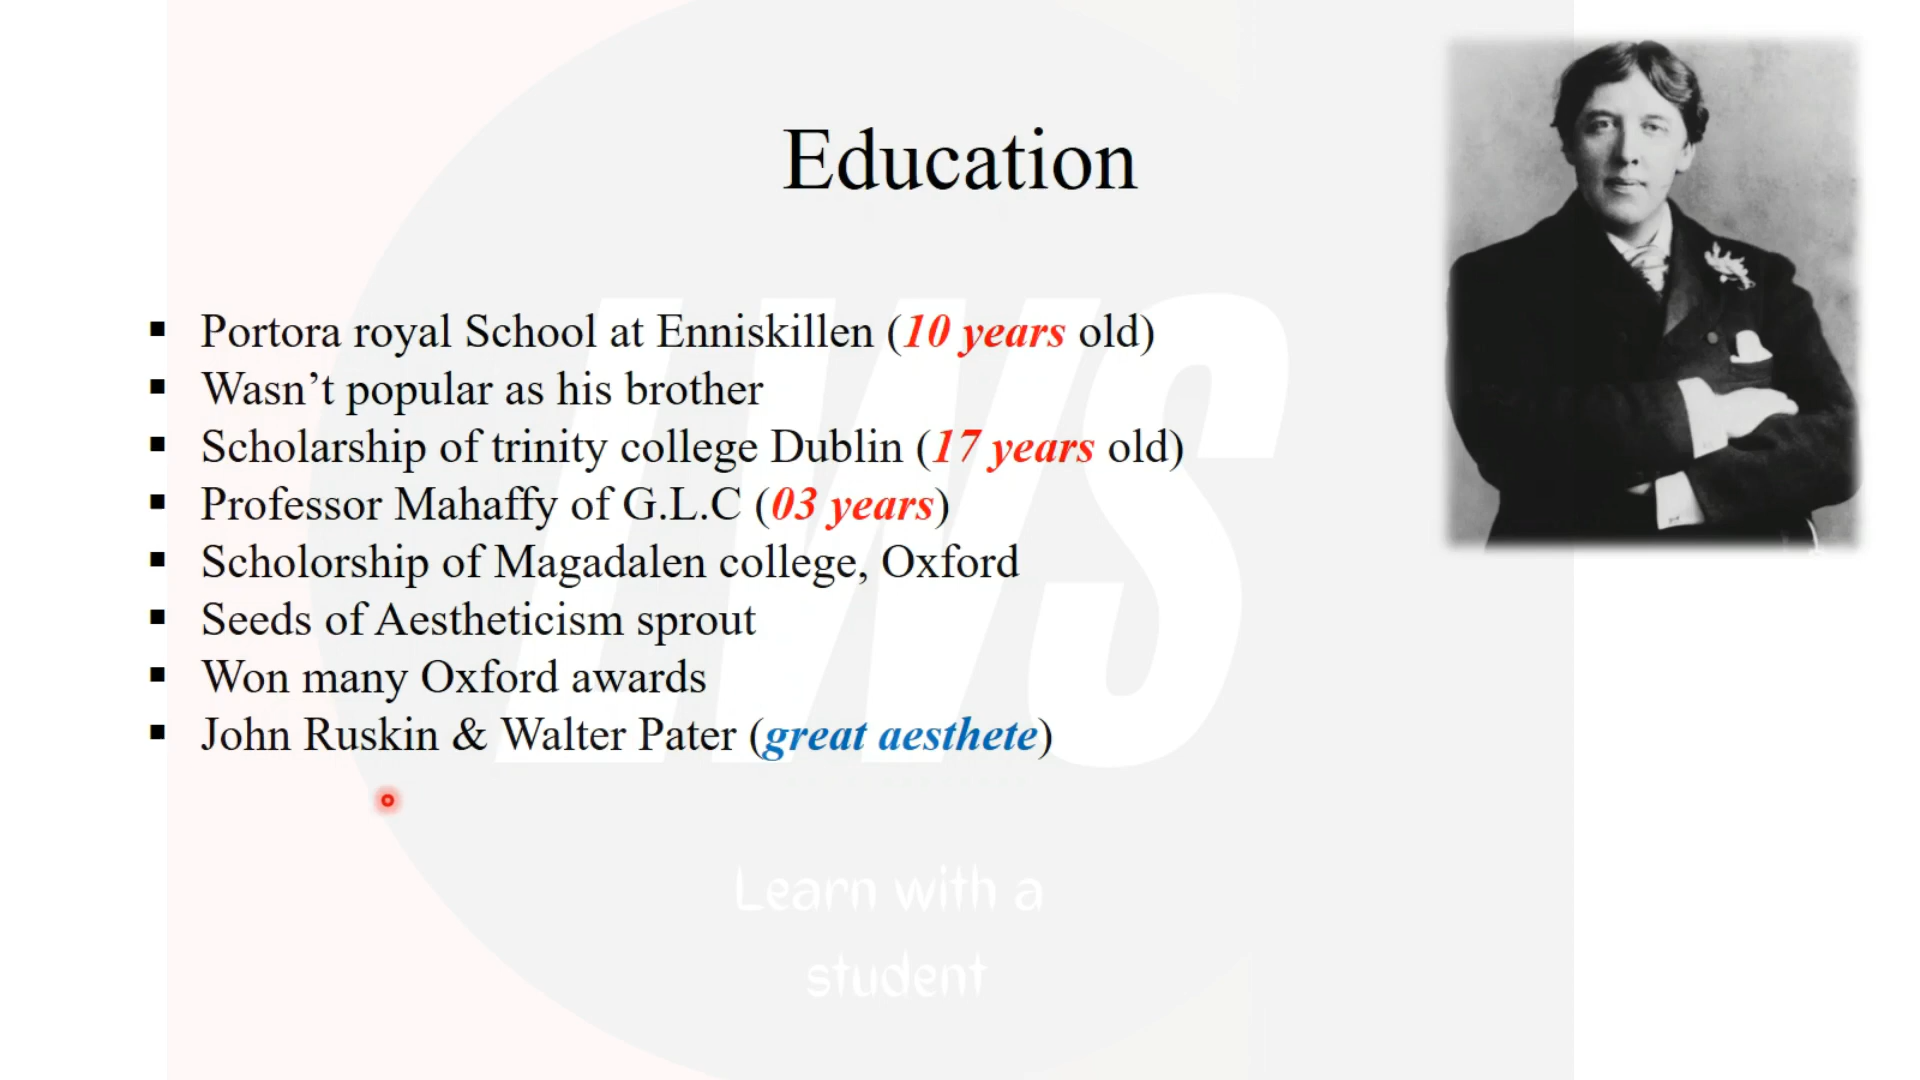 Education
▪ Portora royal School at Enniskillen (10 years old)
▪ Wasn’t popular as his brother
▪ Scholarship of trinity college Dublin (17 years old)
▪ Professor Mahaffy of G.L.C (03 years)
▪ Scholorship of Magadalen college, Oxford
▪ Seeds of Aestheticism sprout
▪ Won many Oxford awards
▪ John Ruskin & Walter Pater (great aesthete)
LWS
Learn with a
student